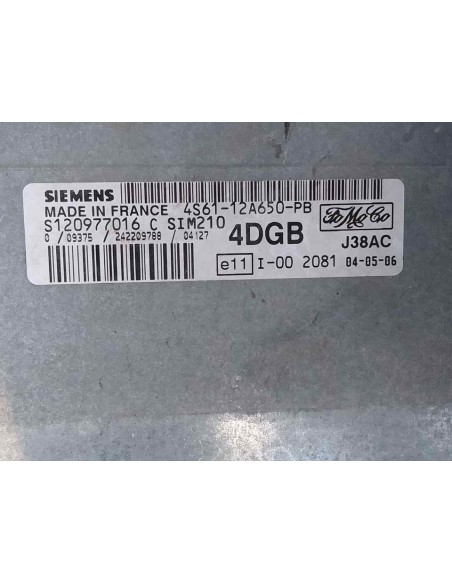 SIEMENS
MADE IN FRANCE 4S61-12A650-PB
S120977016 C SIM210
0 / 09375 / 242209788 / 04127
4DGB
FoMoCo
J38AC
e11 I-00 2081 04-05-06